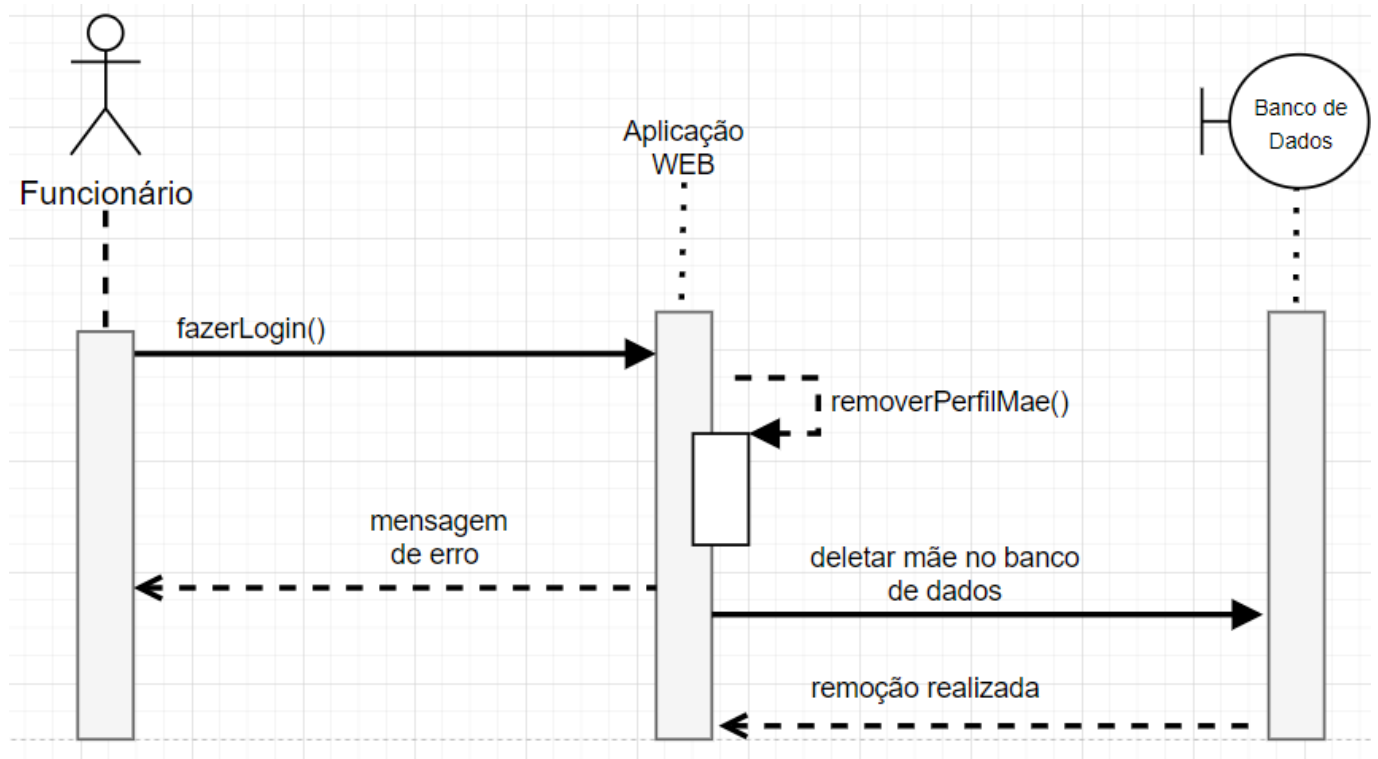 Funcionário
Aplicação
WEB
Banco de
Dados
fazerLogin()
removerPerfilMae()
mensagem
de erro
deletar mãe no banco
de dados
remoção realizada